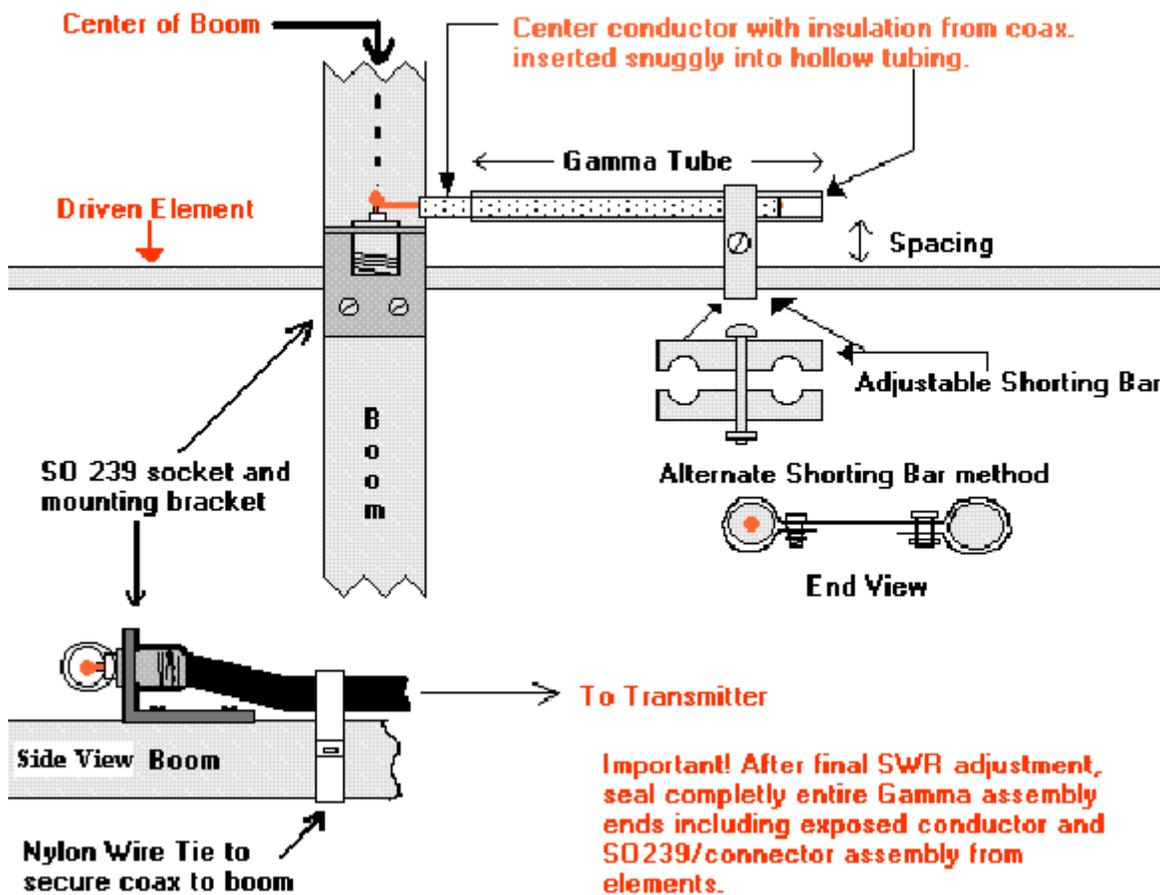 Center of Boom
Center conductor with insulation from coax.
inserted snuggly into hollow tubing.
Gamma Tube
Driven Element
Spacing
Adjustable Shorting Bar
Boom
SO 239 socket and
mounting bracket
Alternate Shorting Bar method
End View
To Transmitter
Side View Boom
Important! After final SWR adjustment,
seal completly entire Gamma assembly
ends including exposed conductor and
SO239/connector assembly from
elements.
Nylon Wire Tie to
secure coax to boom